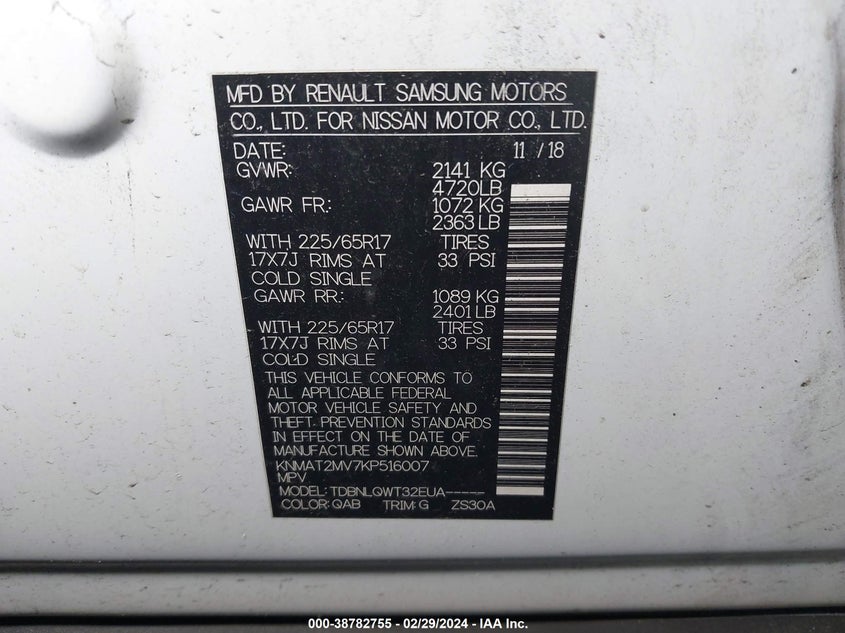 MFD BY RENAULT SAMSUNG MOTORS
CO., LTD. FOR NISSAN MOTOR CO., LTD.
DATE: 11 / 18
GVWR: 2141 KG
4720LB
GAWR FR.: 1072 KG
2363 LB
WITH 225/65R17 TIRES
17X7J RIMS AT 33 PSI
COLD SINGLE
GAWR RR.: 1089 KG
2401 LB
WITH 225/65R17 TIRES
17X7J RIMS AT 33 PSI
COLD SINGLE
THIS VEHICLE CONFORMS TO
ALL APPLICABLE FEDERAL
MOTOR VEHICLE SAFETY AND
THEFT PREVENTION STANDARDS
IN EFFECT ON THE DATE OF
MANUFACTURE SHOWN ABOVE.
KNMAT2MV7KP516007
MPV
MODEL: TDBNLQWT32EUA-----
COLOR: QAB TRIM: G ZS30A
000-38782755 - 02/29/2024 - IAA Inc.